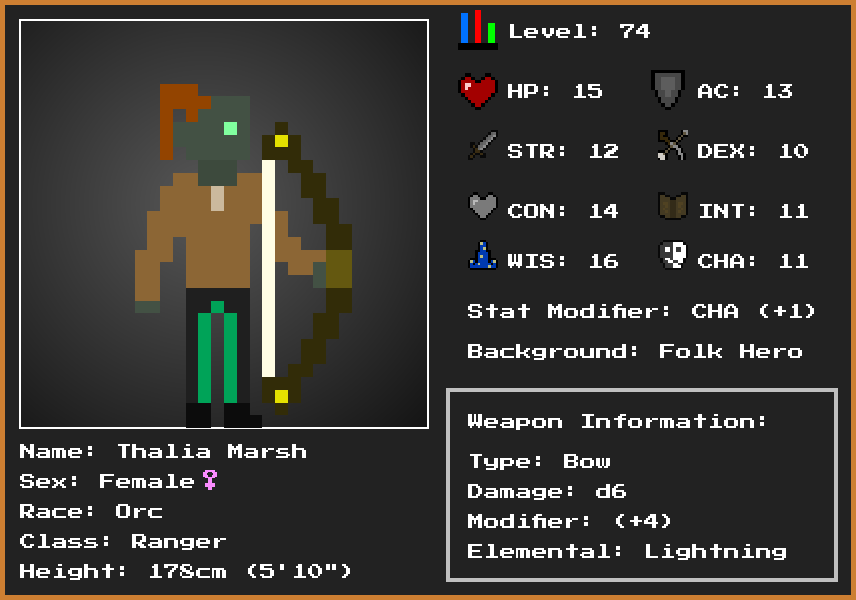 Level: 74
HP: 15
AC: 13
STR: 12
DEX: 10
CON: 14
INT: 11
WIS: 16
CHA: 11
Stat Modifier: CHA (+1)
Background: Folk Hero
Weapon Information:
Type: Bow
Damage: d6
Modifier: (+4)
Elemental: Lightning
Name: Thalia Marsh
Sex: Female♀
Race: Orc
Class: Ranger
Height: 178cm (5'10")